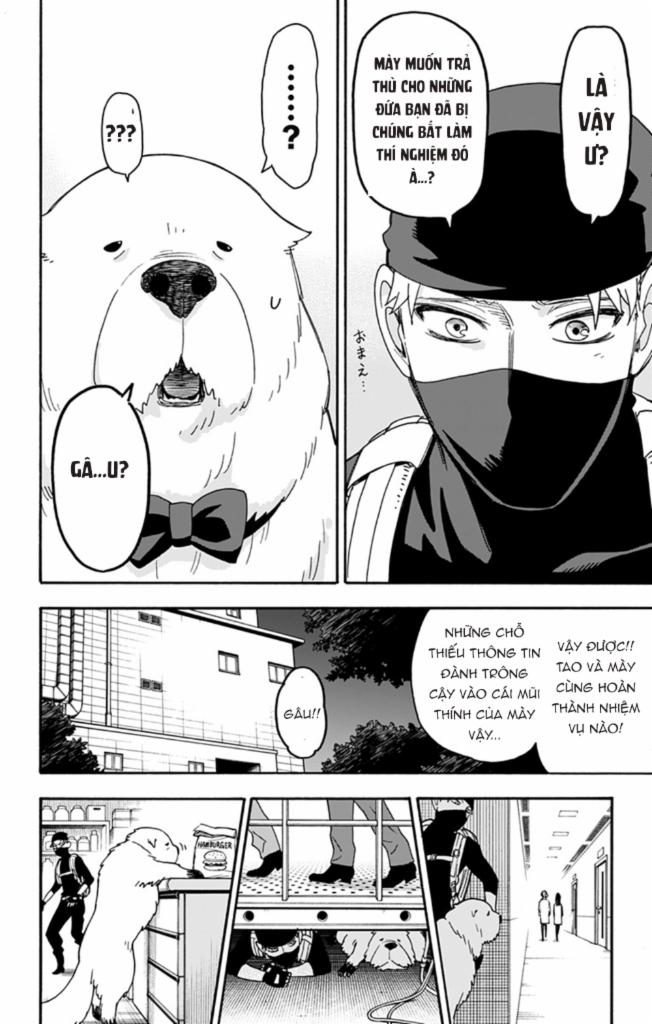 LÀ
VẬY
Ư?
MÀY MUỐN TRẢ
THÙ CHO NHỮNG
ĐỨA BẠN ĐÃ BỊ
CHÚNG BẮT LÀM
THÍ NGHIỆM ĐÓ
À...?
おまえ…
......?
???
GÂ...U?
VẬY ĐƯỢC!!
TAO VÀ MÀY
CÙNG HOÀN
THÀNH NHIỆM
VỤ NÀO!
NHỮNG CHỖ
THIẾU THÔNG TIN
ĐÀNH TRÔNG
CẬY VÀO CÁI MŨI
THÍNH CỦA MÀY
VẬY...
GÂU!!
HAMBURGER